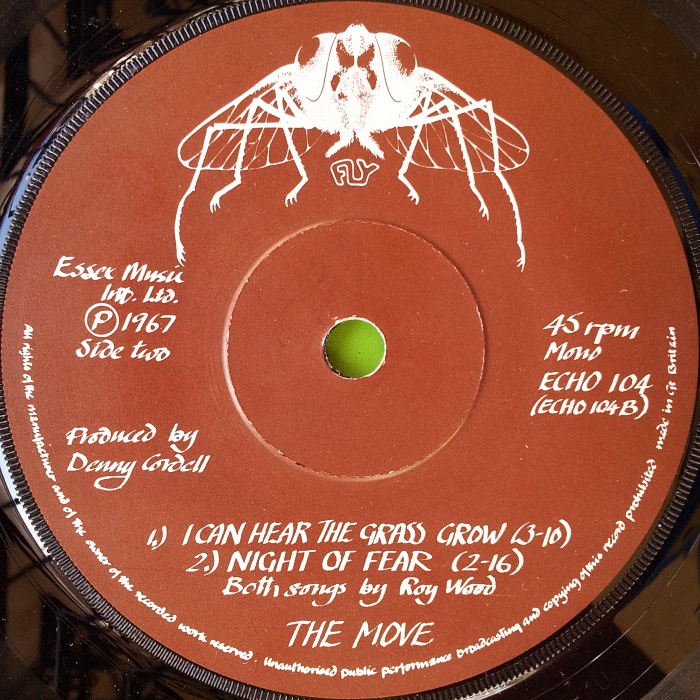 FLY
Essex Music
Int. Ltd.
Ⓟ 1967
Side two
45 rpm
Mono
ECHO 104
(ECHO 104B)
Produced by
Denny Cordell
1.) I CAN HEAR THE GRASS GROW (3-10)
2.) NIGHT OF FEAR (2-16)
Both songs by Roy Wood
THE MOVE
All rights of the manufacturer and of the owner of the recorded work reserved. Unauthorised public performance broadcasting and copying of this record prohibited made in Gt Britain